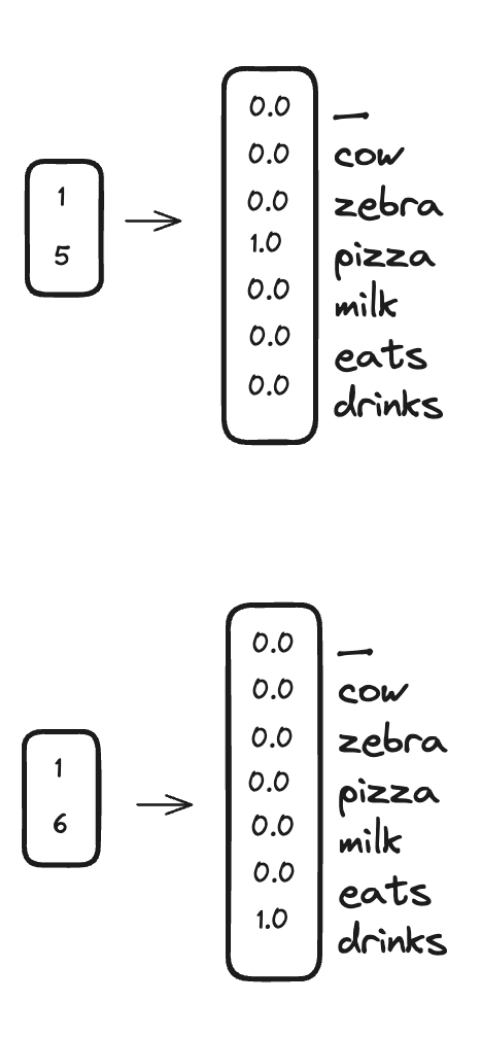 0.0 —
0.0 cow
1 0.0 zebra
1.0 pizza
5 0.0 milk
0.0 eats
0.0 drinks
0.0 —
0.0 cow
0.0 zebra
1 0.0 pizza
6 0.0 milk
0.0 eats
1.0 drinks